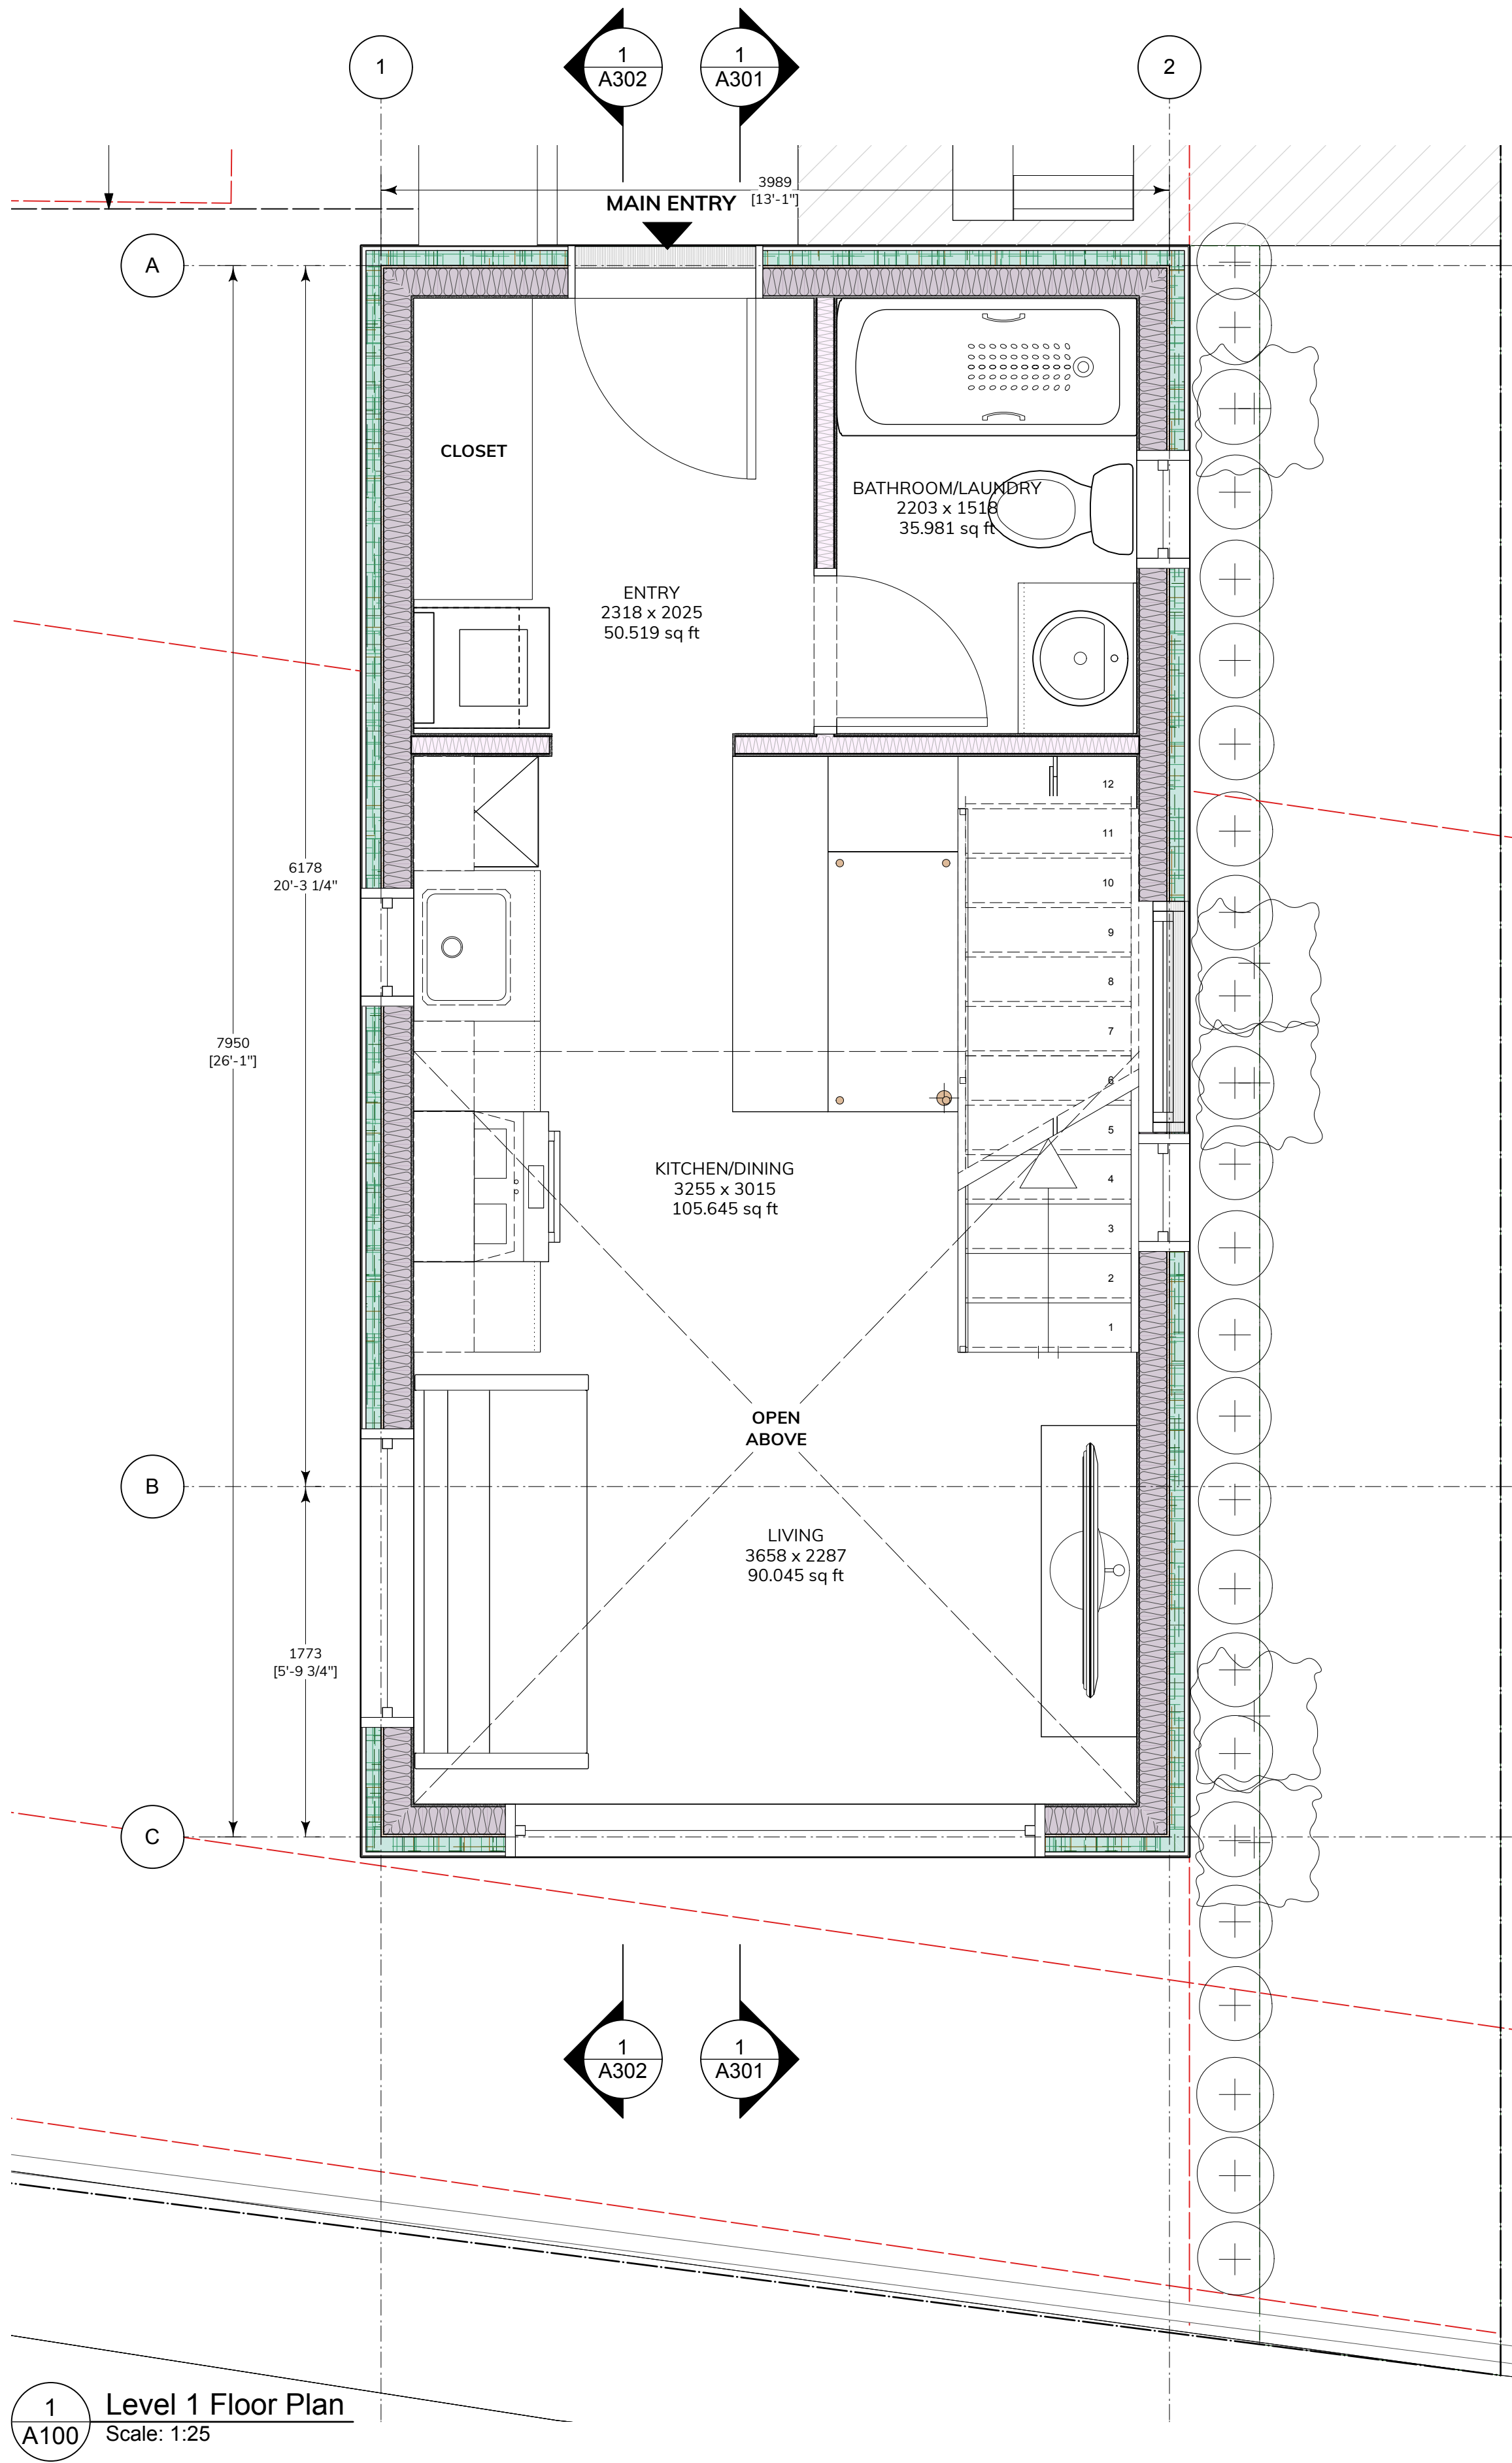 1
1
A302
1
A301
2
3989
[13'-1"]
MAIN ENTRY
A
CLOSET
BATHROOM/LAUNDRY
2203 x 1518
35.981 sq ft
ENTRY
2318 x 2025
50.519 sq ft
12
11
10
9
8
7
6
5
4
3
2
1
6178
20'-3 1/4"
7950
[26'-1"]
KITCHEN/DINING
3255 x 3015
105.645 sq ft
OPEN
ABOVE
B
LIVING
3658 x 2287
90.045 sq ft
1773
[5'-9 3/4"]
C
1
A302
1
A301
1
A100
Level 1 Floor Plan
Scale: 1:25